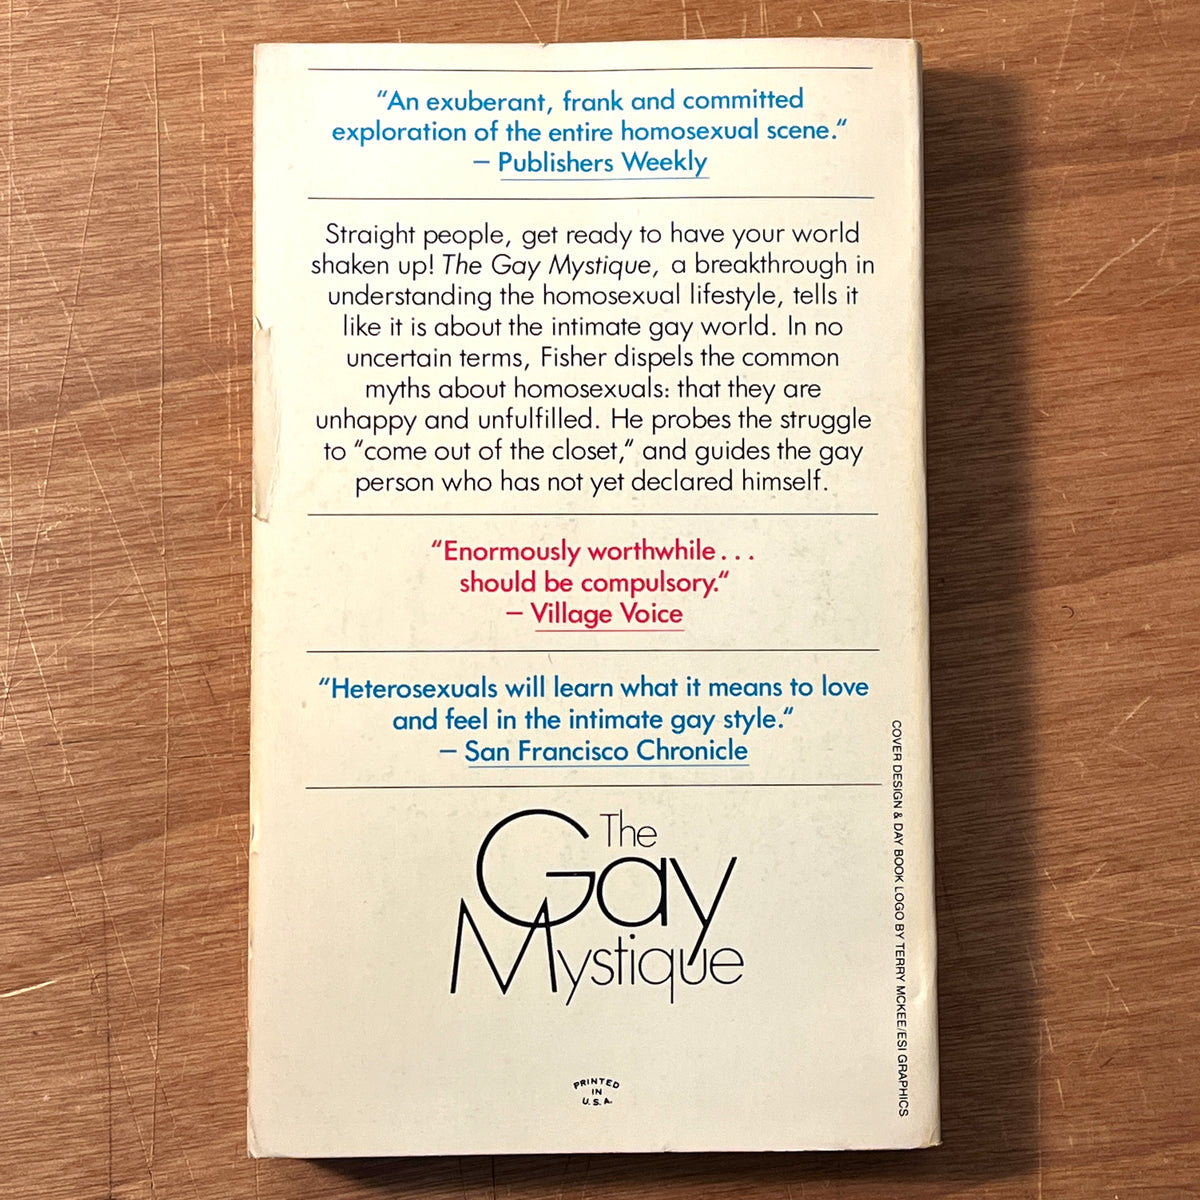 "An exuberant, frank and committed
exploration of the entire homosexual scene."
– Publishers Weekly
Straight people, get ready to have your world
shaken up! The Gay Mystique, a breakthrough in
understanding the homosexual lifestyle, tells it
like it is about the intimate gay world. In no
uncertain terms, Fisher dispels the common
myths about homosexuals: that they are
unhappy and unfulfilled. He probes the struggle
to "come out of the closet," and guides the gay
person who has not yet declared himself.
"Enormously worthwhile...
should be compulsory."
– Village Voice
"Heterosexuals will learn what it means to love
and feel in the intimate gay style."
– San Francisco Chronicle
The
Gay
Mystique
PRINTED
IN
U.S.A.
COVER DESIGN & DAY BOOK LOGO BY TERRY MCKEE/ESI GRAPHICS